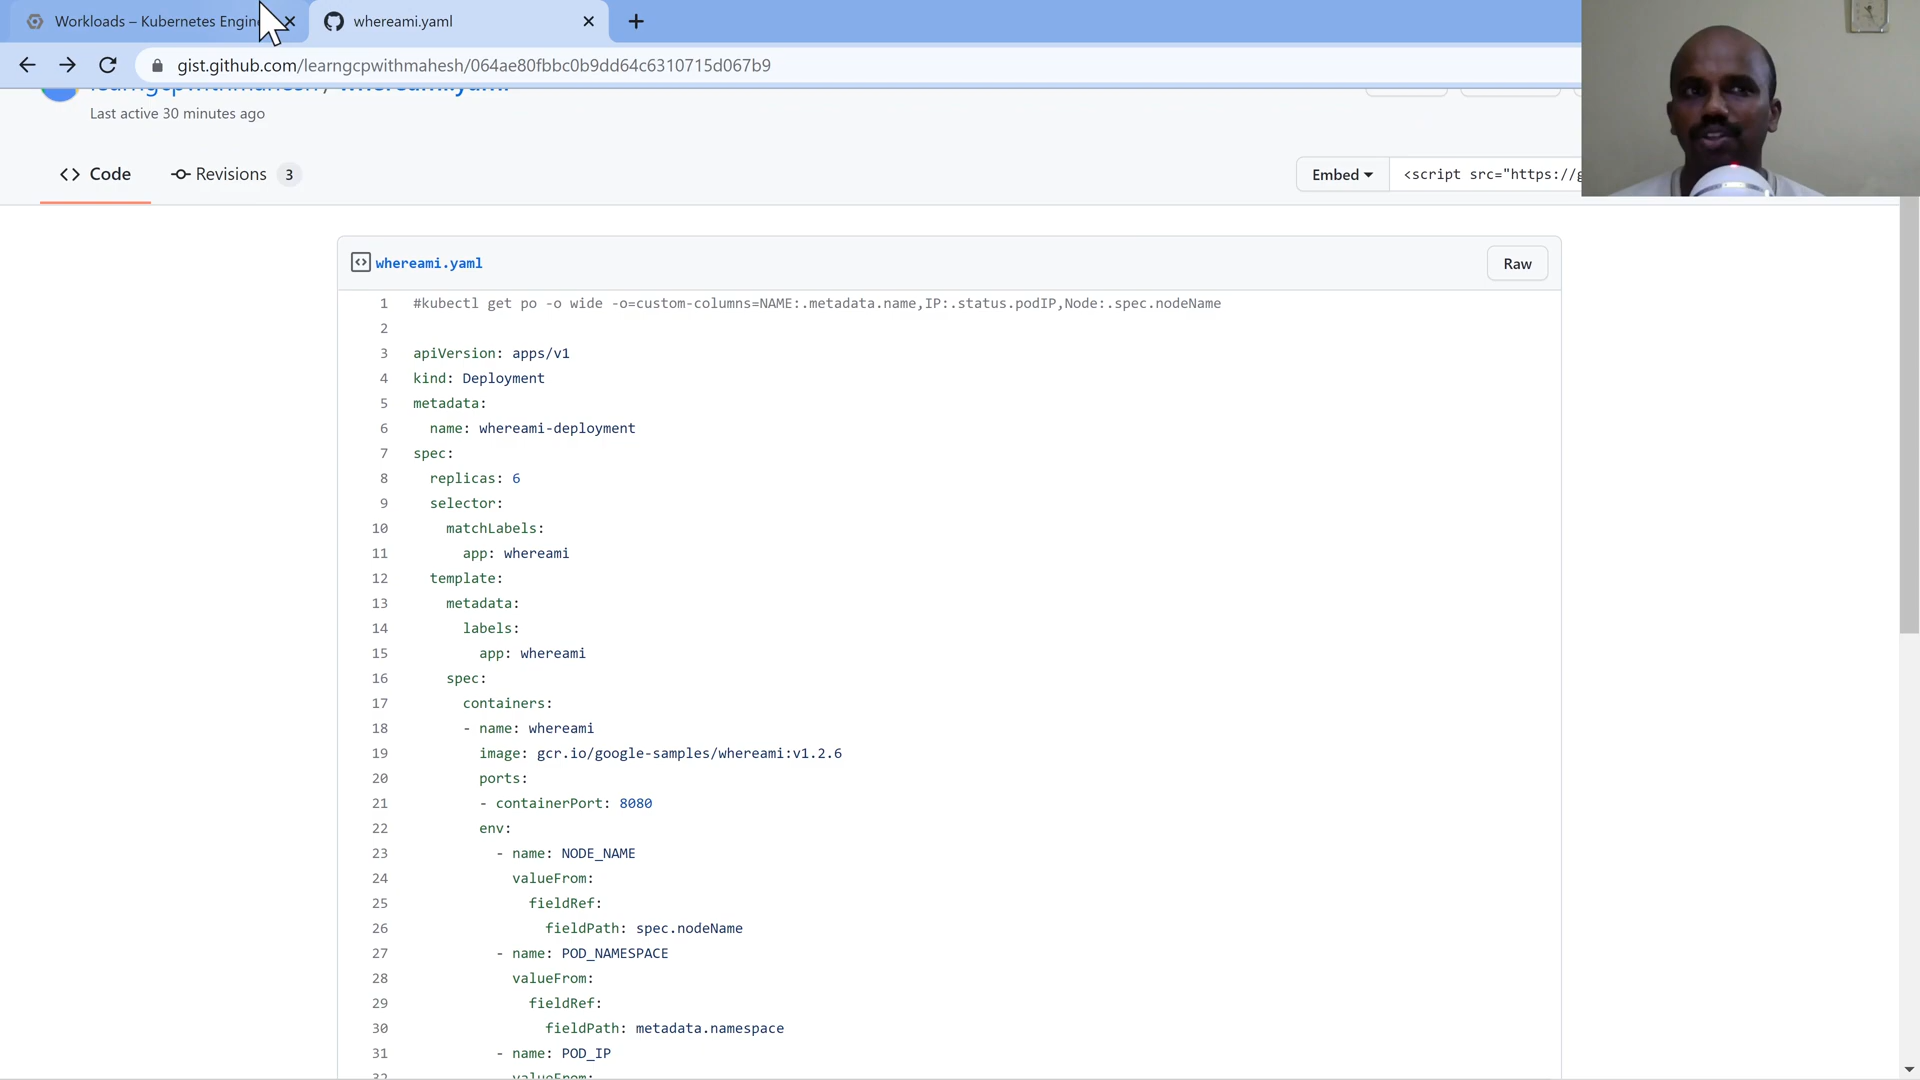 Workloads – Kubernetes Engin
whereami.yaml
gist.github.com/learngcpwithmahesh/064ae80fbbc0b9dd64c6310715d067b9
learngcpwithmahesh / whereami.yaml
Last active 30 minutes ago
Code
Revisions 3
Embed
<script src="https://g
whereami.yaml
Raw
1 #kubectl get po -o wide -o=custom-columns=NAME:.metadata.name,IP:.status.podIP,Node:.spec.nodeName
2
3 apiVersion: apps/v1
4 kind: Deployment
5 metadata:
6 name: whereami-deployment
7 spec:
8 replicas: 6
9 selector:
10 matchLabels:
11 app: whereami
12 template:
13 metadata:
14 labels:
15 app: whereami
16 spec:
17 containers:
18 - name: whereami
19 image: gcr.io/google-samples/whereami:v1.2.6
20 ports:
21 - containerPort: 8080
22 env:
23 - name: NODE_NAME
24 valueFrom:
25 fieldRef:
26 fieldPath: spec.nodeName
27 - name: POD_NAMESPACE
28 valueFrom:
29 fieldRef:
30 fieldPath: metadata.namespace
31 - name: POD_IP
32 valueFrom: